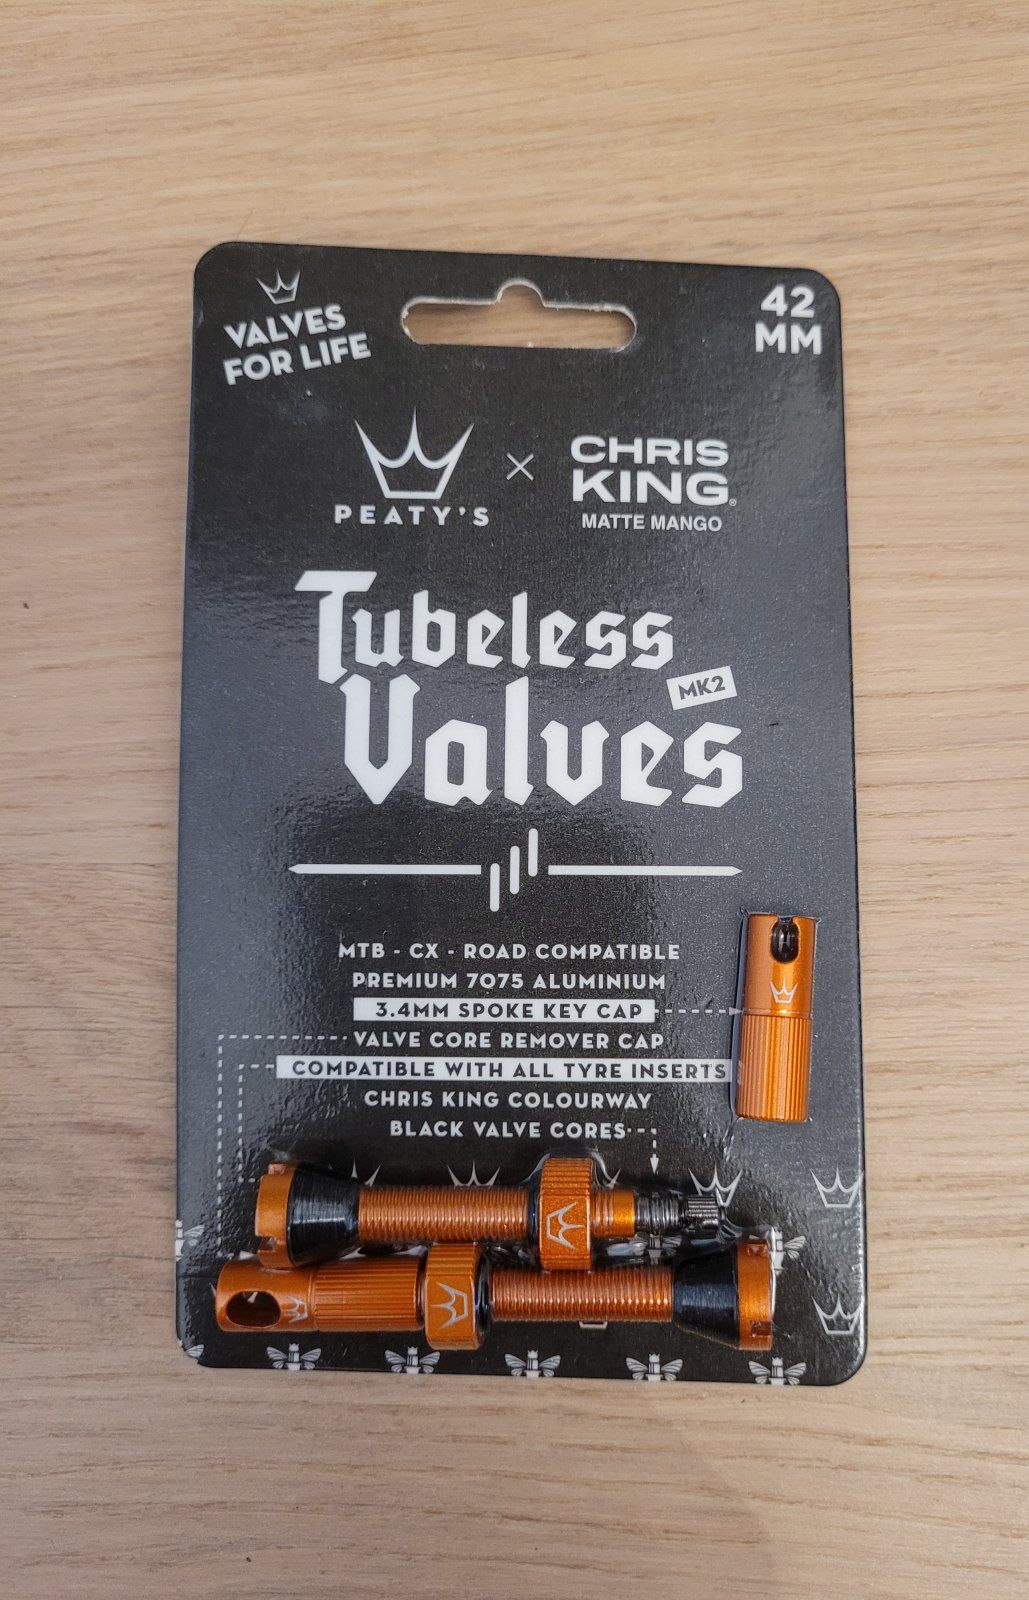 VALVES
FOR LIFE
42
MM
PEATY'S
×
CHRIS
KING®
MATTE MANGO
Tubeless
Valves
MK2
MTB - CX - ROAD COMPATIBLE
PREMIUM 7075 ALUMINIUM
3.4MM SPOKE KEY CAP
VALVE CORE REMOVER CAP
COMPATIBLE WITH ALL TYRE INSERTS
CHRIS KING COLOURWAY
BLACK VALVE CORES